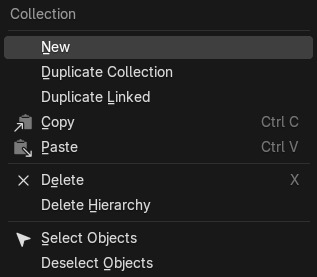 Collection
New
Duplicate Collection
Duplicate Linked
Copy Ctrl C
Paste Ctrl V
Delete X
Delete Hierarchy
Select Objects
Deselect Objects